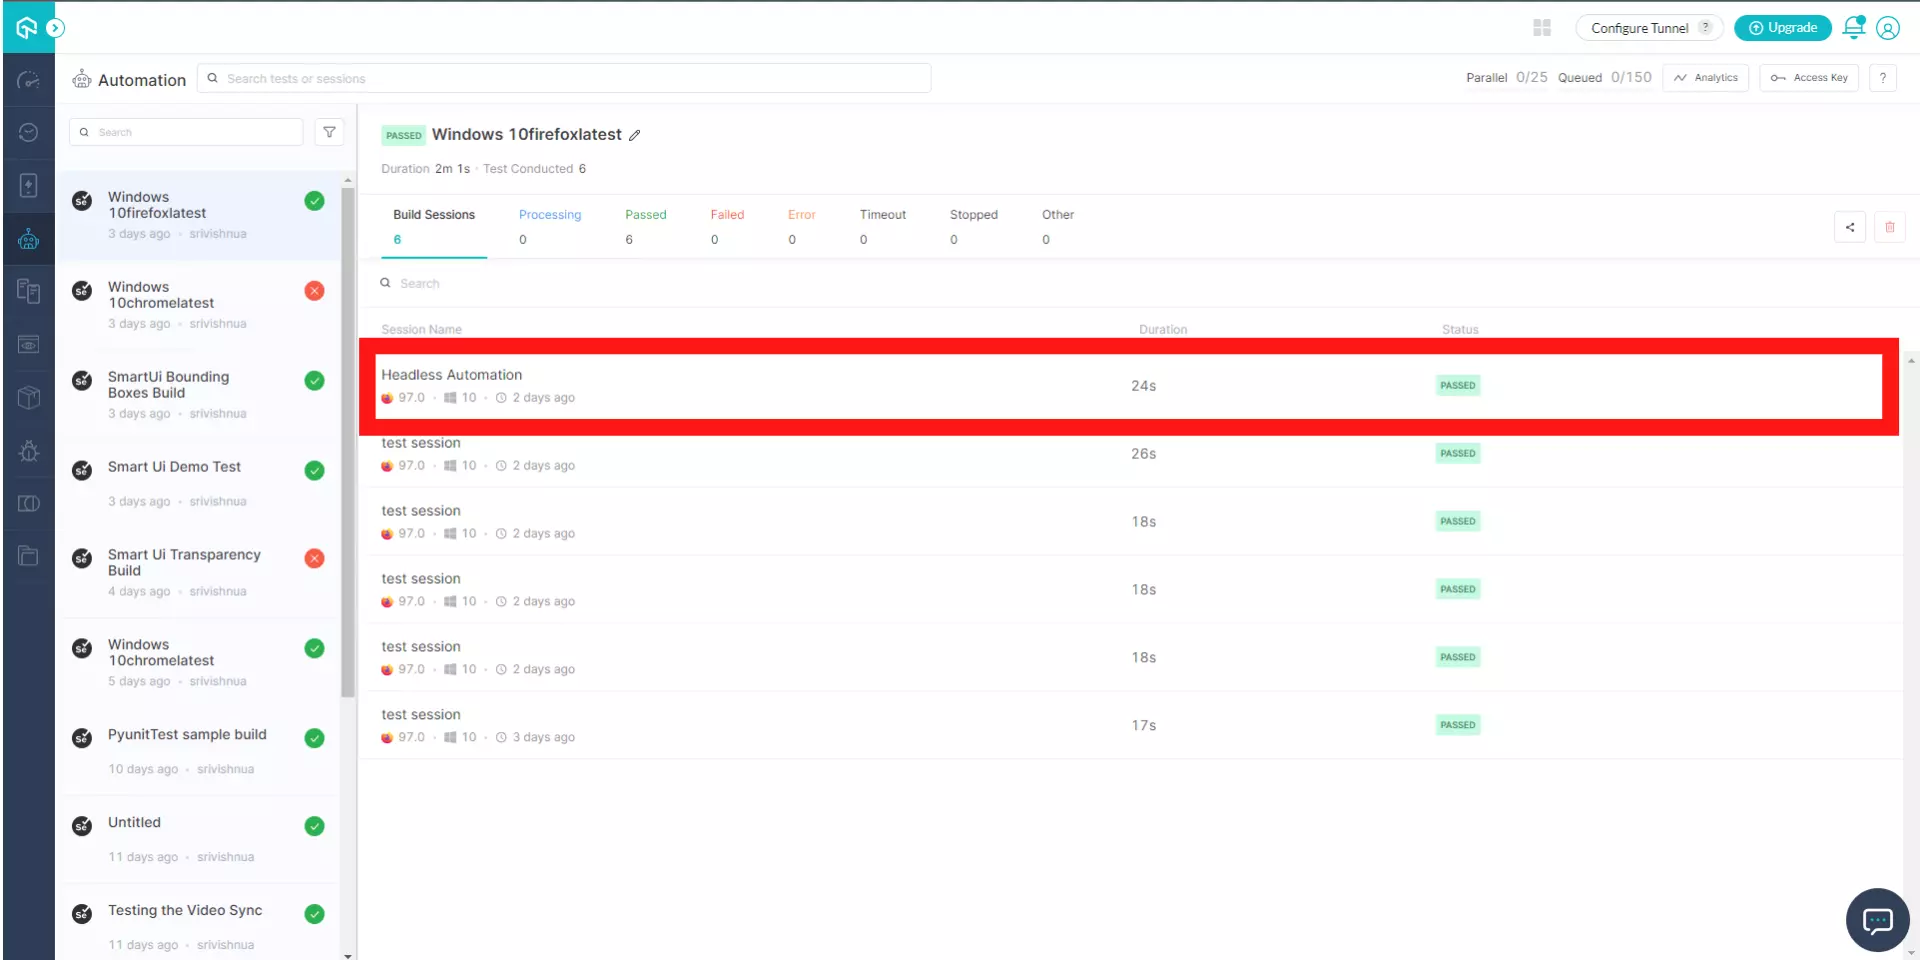 Configure Tunnel ?
Upgrade
Automation
Search tests or sessions
Parallel 0/25 Queued 0/150
Analytics
Access Key
?
Search
Windows
10firefoxlatest
3 days ago • srivishnua
Windows
10chromelatest
3 days ago • srivishnua
SmartUi Bounding
Boxes Build
3 days ago • srivishnua
Smart Ui Demo Test
3 days ago • srivishnua
Smart Ui Transparency
Build
4 days ago • srivishnua
Windows
10chromelatest
5 days ago • srivishnua
PyunitTest sample build
10 days ago • srivishnua
Untitled
11 days ago • srivishnua
Testing the Video Sync
11 days ago • srivishnua
PASSED Windows 10firefoxlatest
Duration 2m 1s • Test Conducted 6
Build Sessions Processing Passed Failed Error Timeout Stopped Other
6 0 6 0 0 0 0 0
Search
Session Name Duration Status
Headless Automation
97.0 • 10 • 2 days ago
24s
PASSED
test session
97.0 • 10 • 2 days ago
26s
PASSED
test session
97.0 • 10 • 2 days ago
18s
PASSED
test session
97.0 • 10 • 2 days ago
18s
PASSED
test session
97.0 • 10 • 2 days ago
18s
PASSED
test session
97.0 • 10 • 3 days ago
17s
PASSED